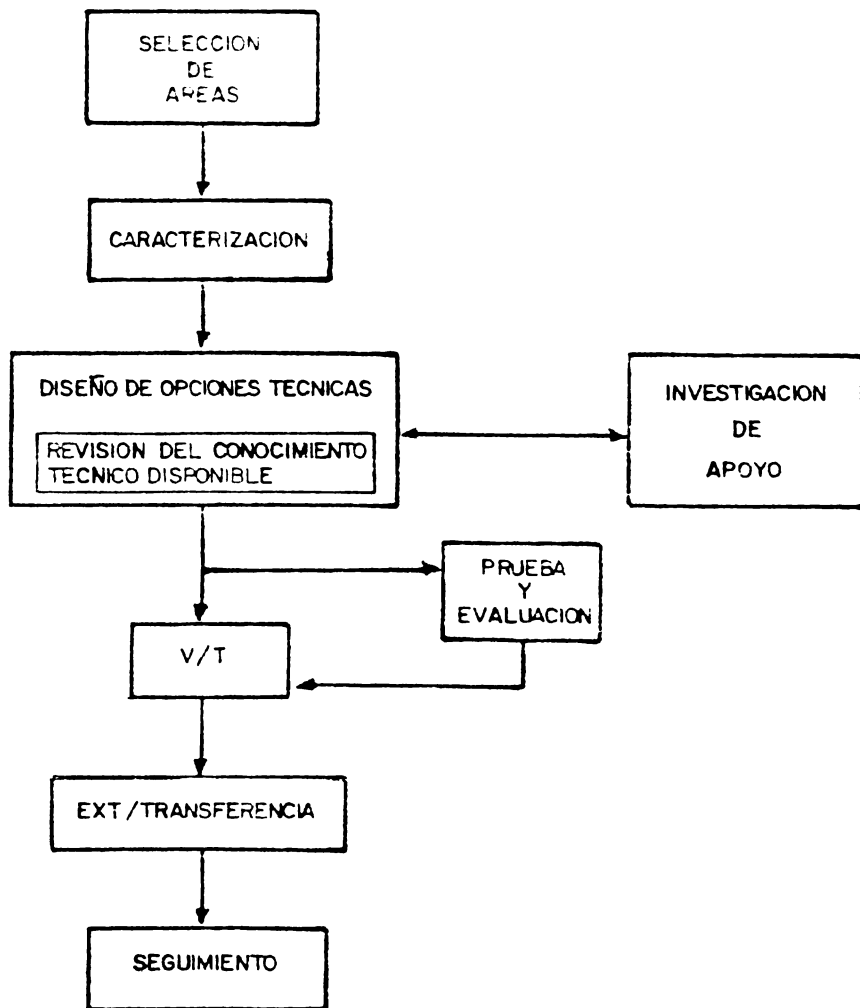 SELECCION
DE
AREAS
CARACTERIZACION
DISEÑO DE OPCIONES TECNICAS
REVISION DEL CONOCIMIENTO
TECNICO DISPONIBLE
INVESTIGACION
DE
APOYO
PRUEBA
Y
EVALUACION
V/T
EXT/TRANSFERENCIA
SEGUIMIENTO